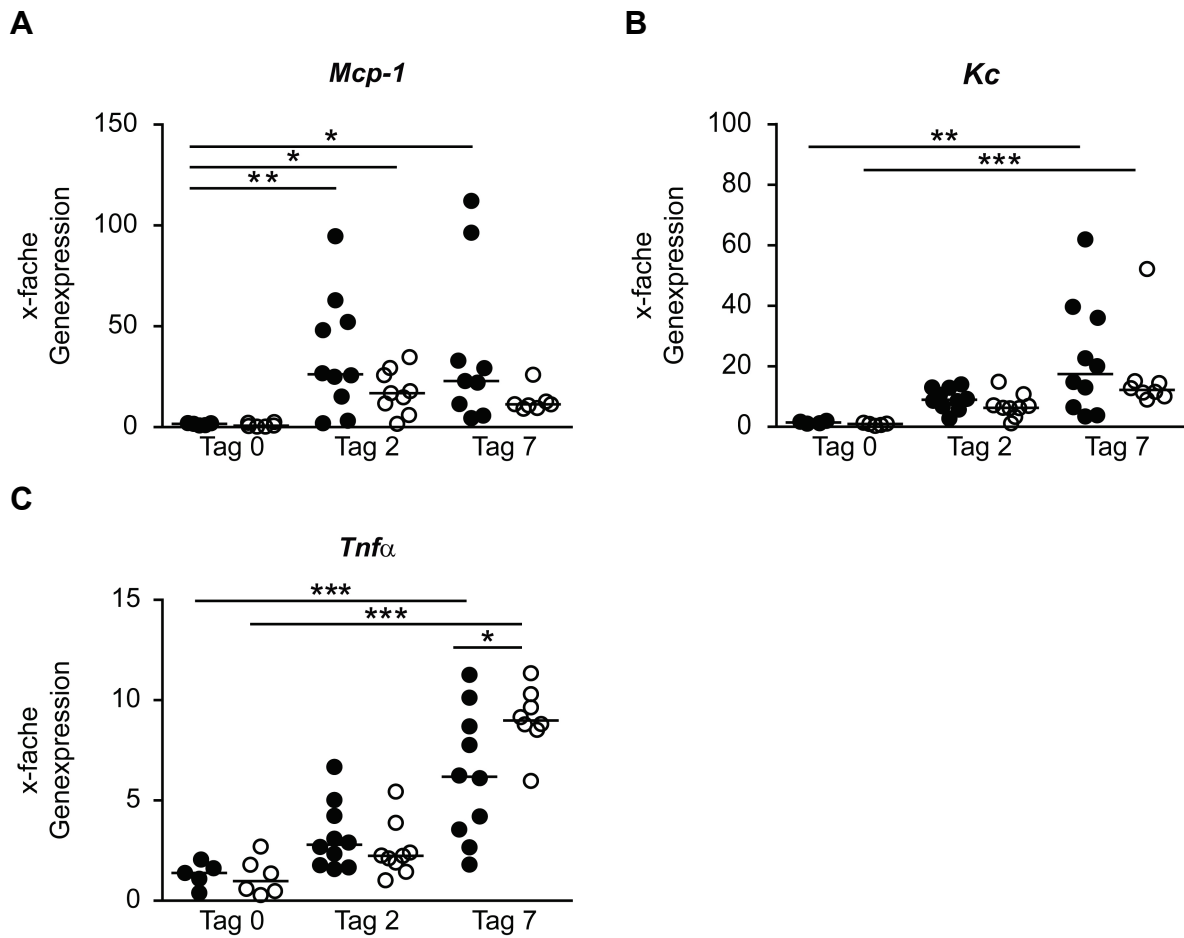 A
Mcp-1
x-fache
Genexpression
150
100
50
0
*
*
**
Tag 0
Tag 2
Tag 7
B
Kc
x-fache
Genexpression
100
80
60
40
20
0
**
***
Tag 0
Tag 2
Tag 7
C
Tnfα
x-fache
Genexpression
15
10
5
0
***
***
*
Tag 0
Tag 2
Tag 7